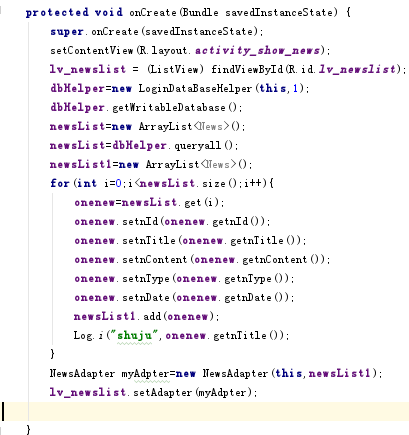 protected void onCreate(Bundle savedInstanceState) {
super.onCreate(savedInstanceState);
setContentView(R.layout.activity_show_news);
lv_newslist = (ListView) findViewById(R.id.lv_newslist);
dbHelper=new LoginDataBaseHelper(this,1);
dbHelper.getWritableDatabase();
newsList=new ArrayList<News>();
newsList=dbHelper.queryall();
newsList1=new ArrayList<News>();
for(int i=0;i<newsList.size();i++){
onenew=newsList.get(i);
onenew.setnId(onenew.getnId());
onenew.setnTitle(onenew.getnTitle());
onenew.setnContent(onenew.getnContent());
onenew.setnType(onenew.getnType());
onenew.setnDate(onenew.getnDate());
newsList1.add(onenew);
Log.i("shuju",onenew.getnTitle());
}
NewsAdapter myAdpter=new NewsAdapter(this,newsList1);
lv_newslist.setAdapter(myAdpter);
}